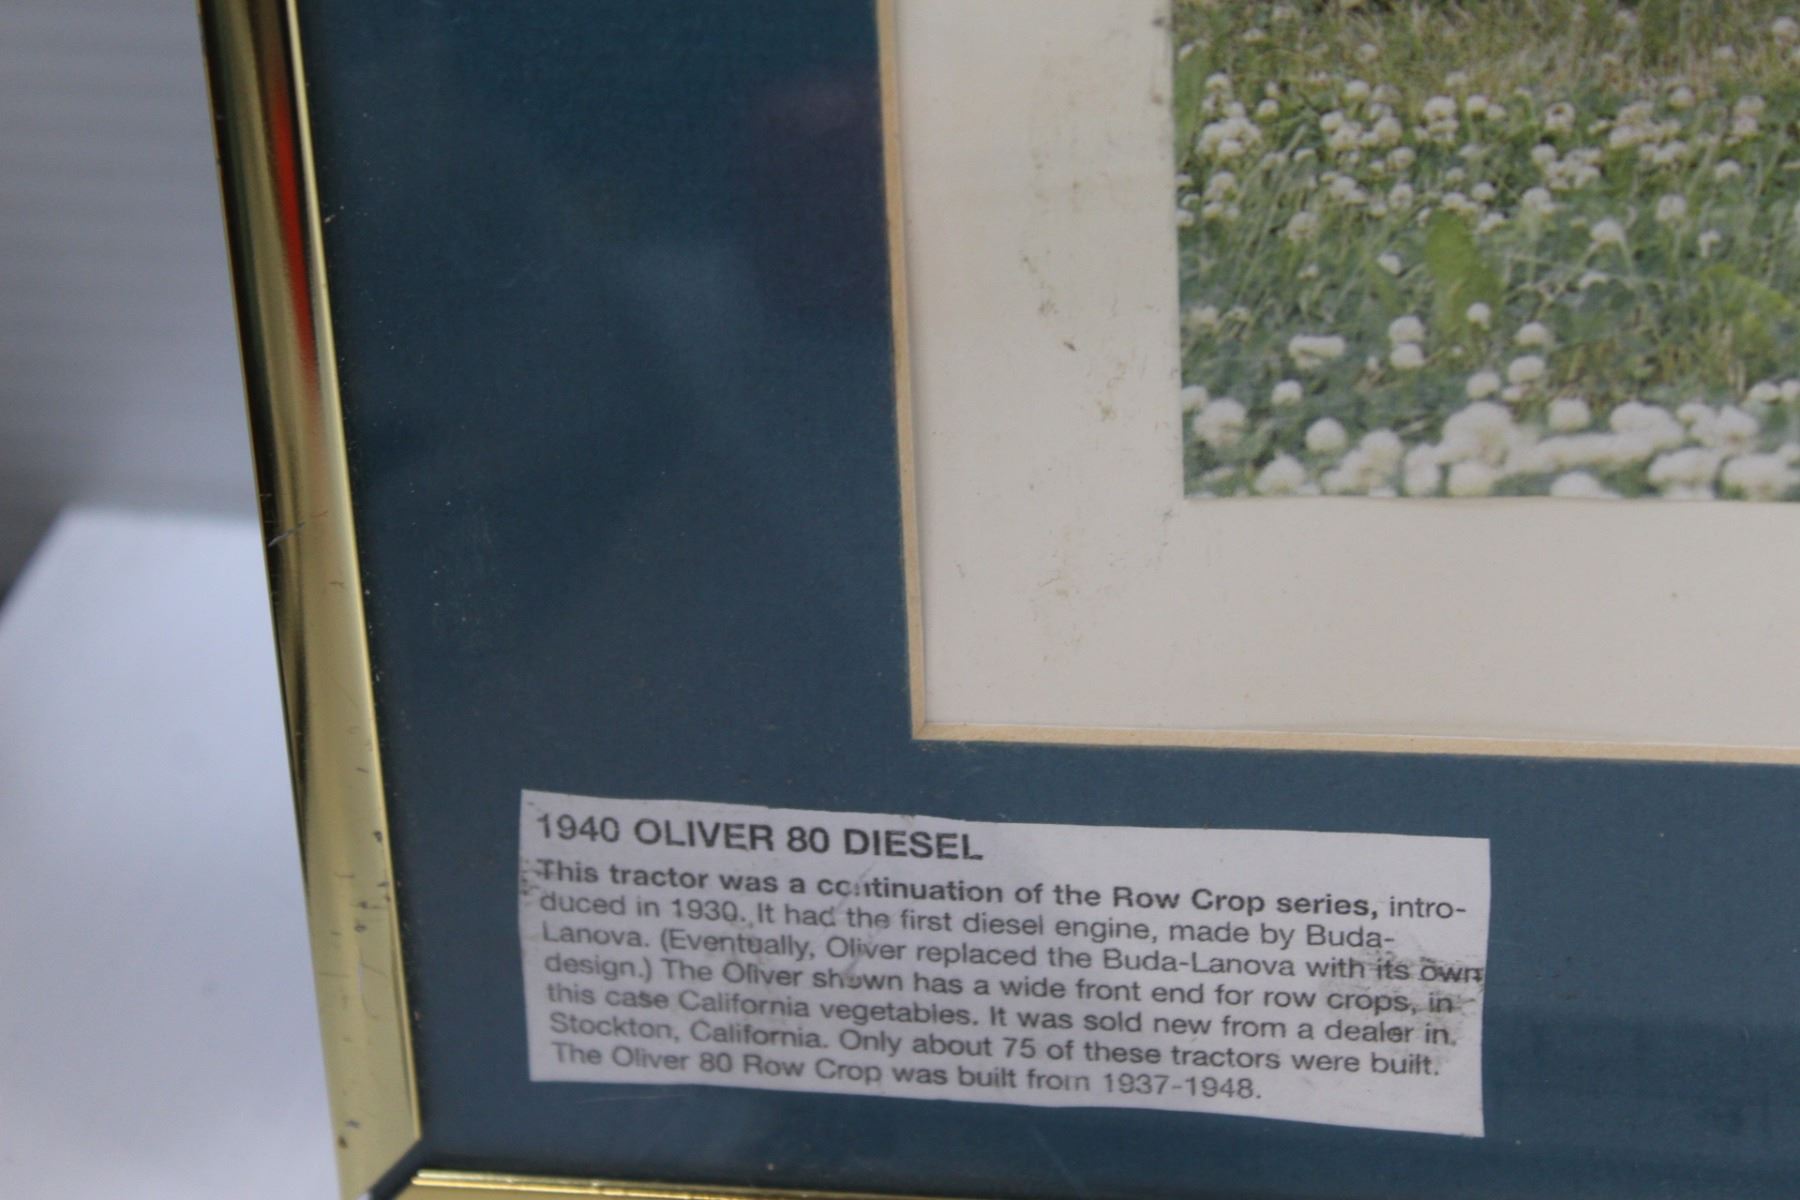 1940 OLIVER 80 DIESEL
This tractor was a continuation of the Row Crop series, intro-
duced in 1930. It had the first diesel engine, made by Buda-
Lanova. (Eventually, Oliver replaced the Buda-Lanova with its own
design.) The Oliver shown has a wide front end for row crops, in
this case California vegetables. It was sold new from a dealer in
Stockton, California. Only about 75 of these tractors were built.
The Oliver 80 Row Crop was built from 1937-1948.